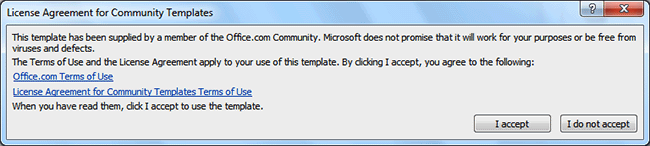 License Agreement for Community Templates
This template has been supplied by a member of the Office.com Community. Microsoft does not promise that it will work for your purposes or be free from
viruses and defects.
The Terms of Use and the License Agreement apply to your use of this template. By clicking I accept, you agree to the following:
Office.com Terms of Use
License Agreement for Community Templates Terms of Use
When you have read them, click I accept to use the template.
I accept
I do not accept